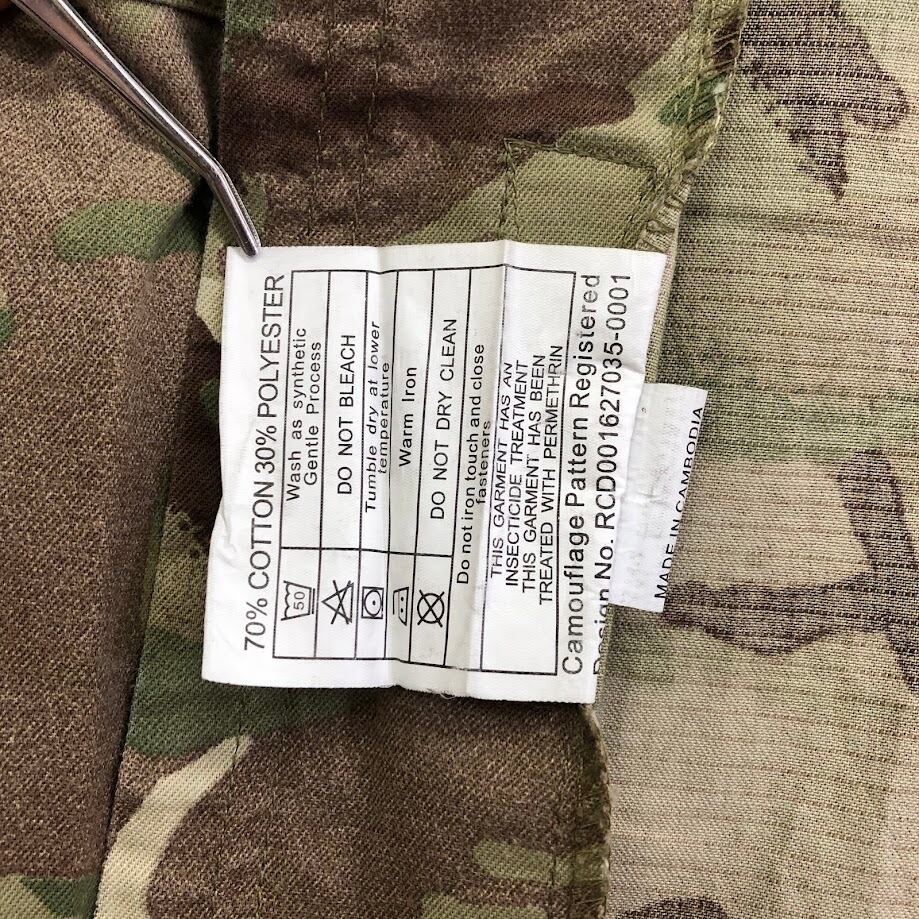 70% COTTON 30% POLYESTER
Wash as synthetic
Gentle Process
50
DO NOT BLEACH
Tumble dry at lower
temperature
Warm Iron
DO NOT DRY CLEAN
Do not iron touch and close
fasteners
THIS GARMENT HAS AN
INSECTICIDE TREATMENT
THIS GARMENT HAS BEEN
TREATED WITH PERMETHRIN
Camouflage Pattern Registered
Design No. RCD001627035-0001
MADE IN CAMBODIA